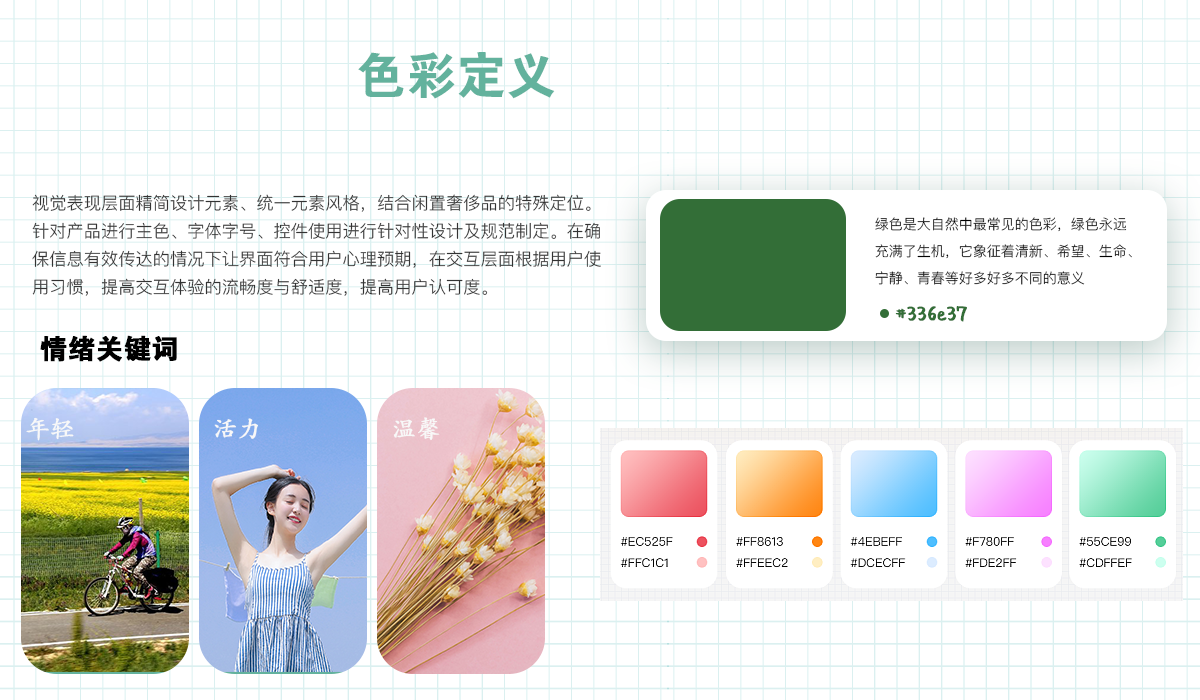 色彩定义
视觉表现层面精简设计元素、统一元素风格，结合闲置奢侈品的特殊定位。
针对产品进行主色、字体字号、控件使用进行针对性设计及规范制定。在确
保信息有效传达的情况下让界面符合用户心理预期，在交互层面根据用户使
用习惯，提高交互体验的流畅度与舒适度，提高用户认可度。
绿色是大自然中最常见的色彩，绿色永远
充满了生机，它象征着清新、希望、生命、
宁静、青春等好多好多不同的意义
#336e37
情绪关键词
年轻
活力
温馨
#EC525F
#FFC1C1
#FF8613
#FFEEC2
#4EBEFF
#DCECFF
#F780FF
#FDE2FF
#55CE99
#CDFFEF